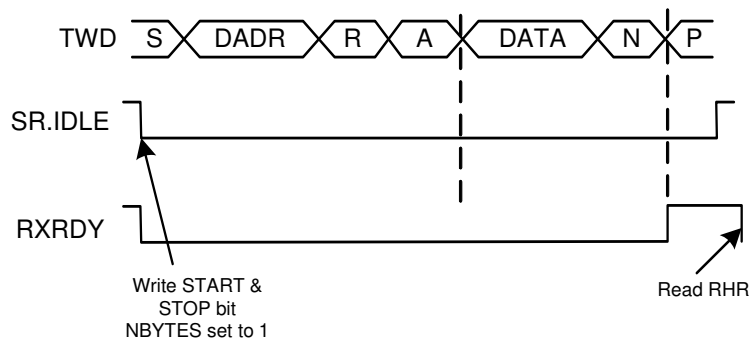 TWD S DADR R A DATA N P
SR.IDLE
RXRDY
Write START &
STOP bit
NBYTES set to 1
Read RHR